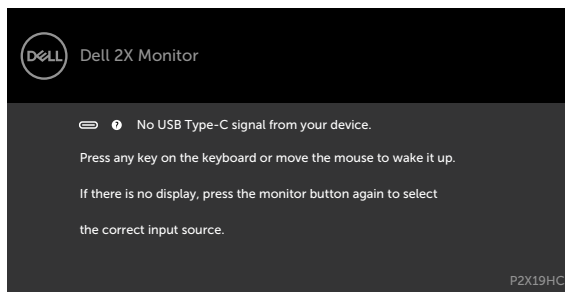 DELL
Dell 2X Monitor
? No USB Type-C signal from your device.
Press any key on the keyboard or move the mouse to wake it up.
If there is no display, press the monitor button again to select
the correct input source.
P2X19HC